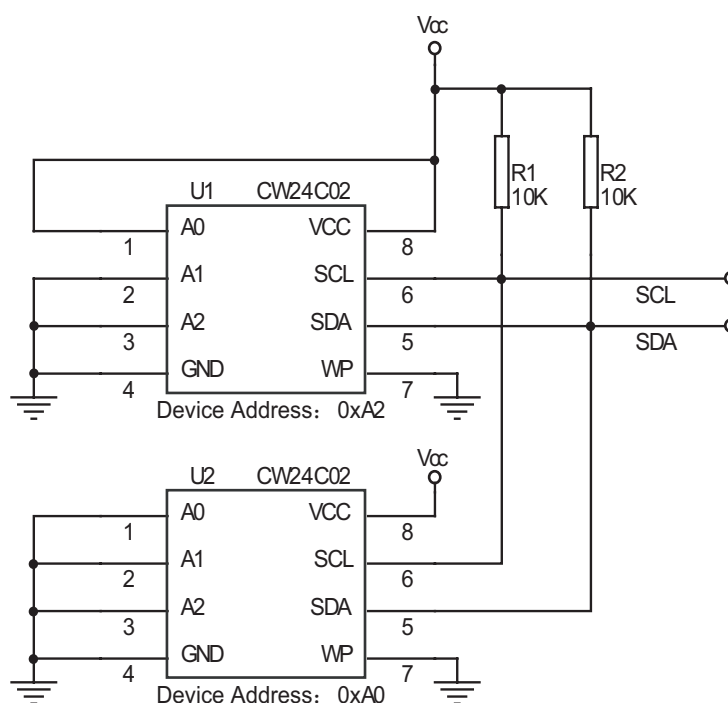 Vcc
R1
10K
R2
10K
U1 CW24C02
A0 VCC
1 8
A1 SCL
2 6
SCL
A2 SDA
3 5
SDA
GND WP
4 7
Device Address： 0xA2
Vcc
U2 CW24C02
A0 VCC
1 8
A1 SCL
2 6
A2 SDA
3 5
GND WP
4 7
Device Address： 0xA0